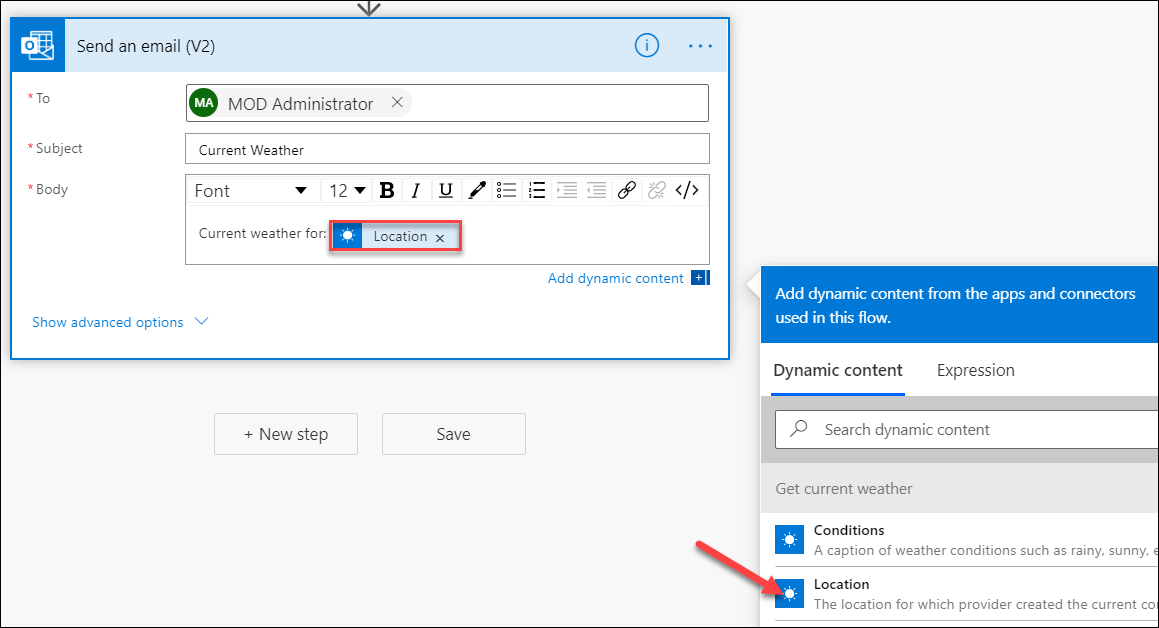 Send an email (V2)
* To
MA MOD Administrator
* Subject
Current Weather
* Body
Font 12 B I U </>
Current weather for: Location
Add dynamic content
Show advanced options
+ New step
Save
Add dynamic content from the apps and connectors
used in this flow.
Dynamic content Expression
Search dynamic content
Get current weather
Conditions
A caption of weather conditions such as rainy, sunny, e
Location
The location for which provider created the current co